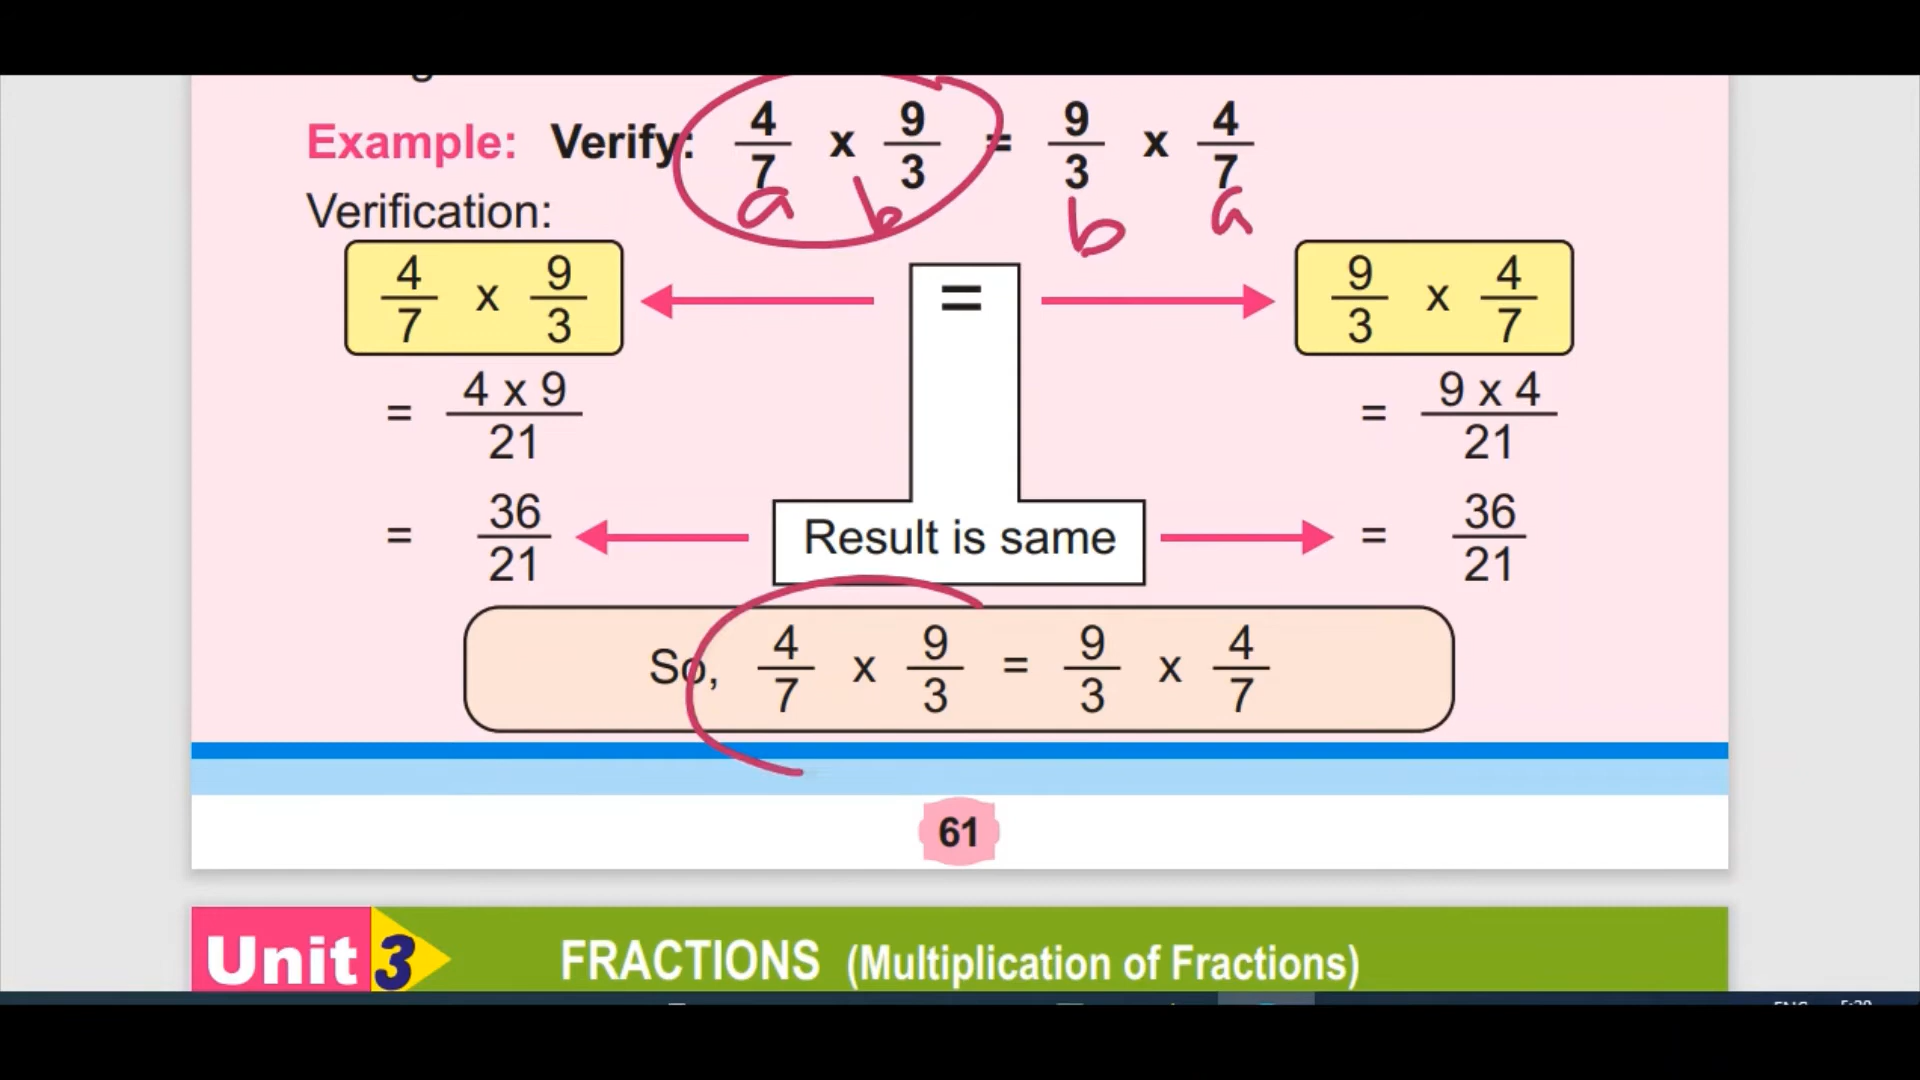 Example: Verify: 4/7 x 9/3 = 9/3 x 4/7
a b b a
Verification:
4/7 x 9/3 = 9/3 x 4/7
= 4 x 9/21 = 9 x 4/21
= 36/21 Result is same = 36/21
So, 4/7 x 9/3 = 9/3 x 4/7
61
Unit 3 FRACTIONS (Multiplication of Fractions)